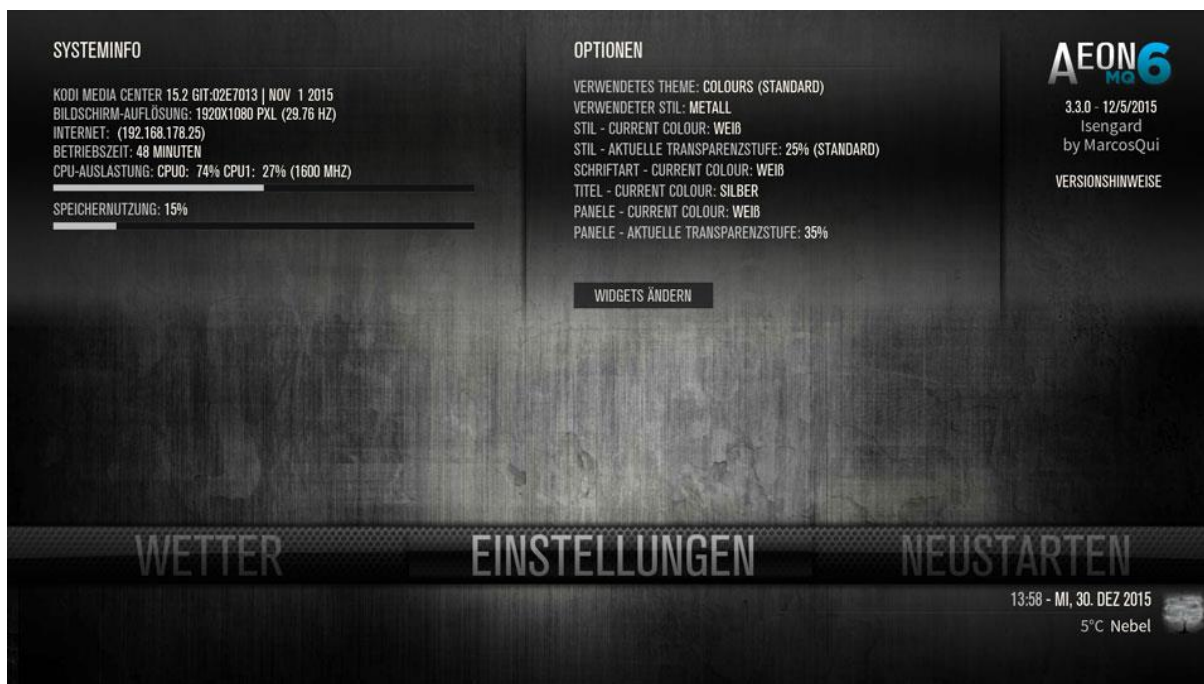 SYSTEMINFO
KODI MEDIA CENTER 15.2 GIT:02E7013 | NOV 1 2015
BILDSCHIRM-AUFLÖSUNG: 1920X1080 PXL (29.76 HZ)
INTERNET: (192.168.178.25)
BETRIEBSZEIT: 48 MINUTEN
CPU-AUSLASTUNG: CPU0: 74% CPU1: 27% (1600 MHZ)
SPEICHERNUTZUNG: 15%
OPTIONEN
VERWENDETES THEME: COLOURS (STANDARD)
VERWENDETER STIL: METALL
STIL - CURRENT COLOUR: WEIß
STIL - AKTUELLE TRANSPARENZSTUFE: 25% (STANDARD)
SCHRIFTART - CURRENT COLOUR: WEIß
TITEL - CURRENT COLOUR: SILBER
PANELE - CURRENT COLOUR: WEIß
PANELE - AKTUELLE TRANSPARENZSTUFE: 35%
WIDGETS ÄNDERN
AEON MQ 6
3.3.0 - 12/5/2015
Isengard
by MarcosQui
VERSIONSHINWEISE
WETTER
EINSTELLUNGEN
NEUSTARTEN
13:58 - MI, 30. DEZ 2015
5°C Nebel